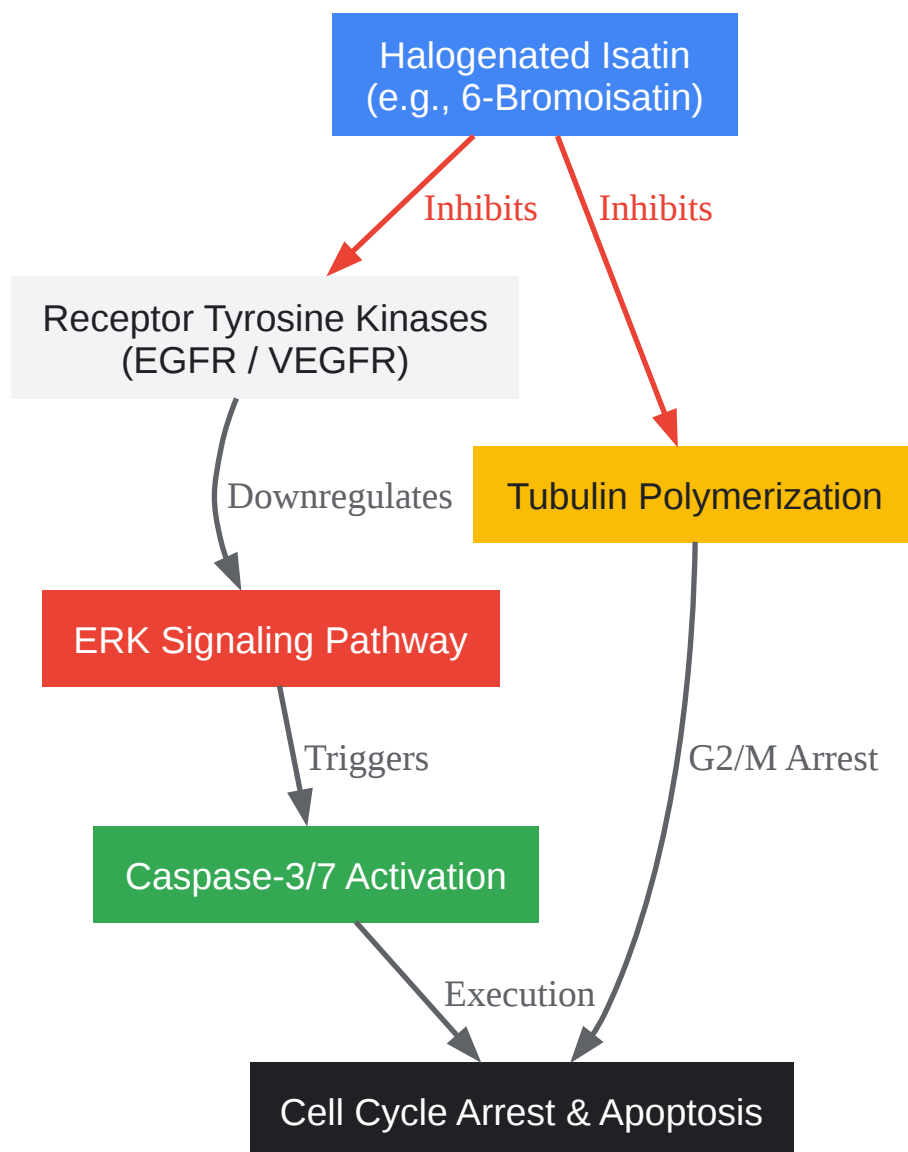 Halogenated Isatin
(e.g., 6-Bromoisatin)
Inhibits
Inhibits
Receptor Tyrosine Kinases
(EGFR / VEGFR)
Downregulates
Tubulin Polymerization
ERK Signaling Pathway
Triggers
G2/M Arrest
Caspase-3/7 Activation
Execution
Cell Cycle Arrest & Apoptosis